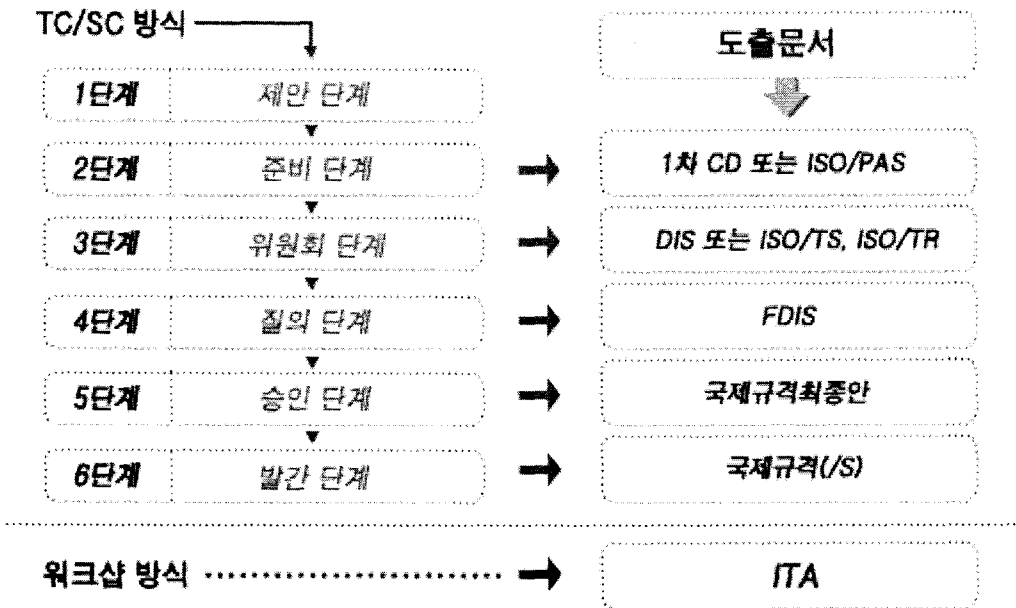 TC/SC 방식
도출문서
1단계 제안 단계
2단계 준비 단계 1차 CD 또는 ISO/PAS
3단계 위원회 단계 DIS 또는 ISO/TS, ISO/TR
4단계 질의 단계 FDIS
5단계 승인 단계 국제규격최종안
6단계 발간 단계 국제규격(/S)
워크샵 방식 ITA